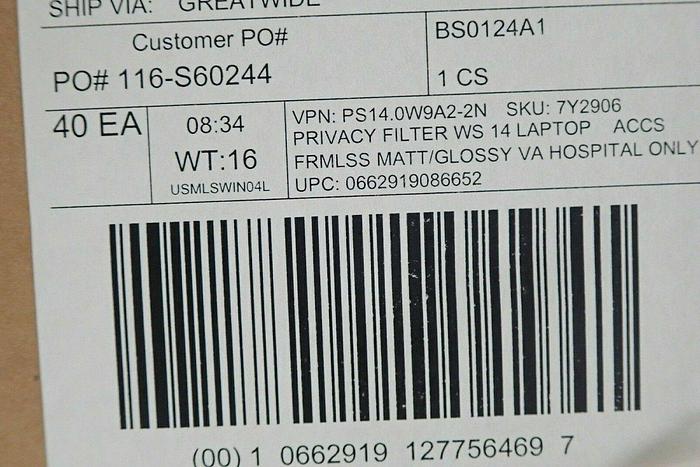 SHIP VIA: GREATWIDE
Customer PO#
PO# 116-S60244
BS0124A1
1 CS
40 EA
08:34
WT:16
USMLSWIN04L
VPN: PS14.0W9A2-2N SKU: 7Y2906
PRIVACY FILTER WS 14 LAPTOP ACCS
FRMLSS MATT/GLOSSY VA HOSPITAL ONLY
UPC: 0662919086652
(00) 1 0662919 127756469 7